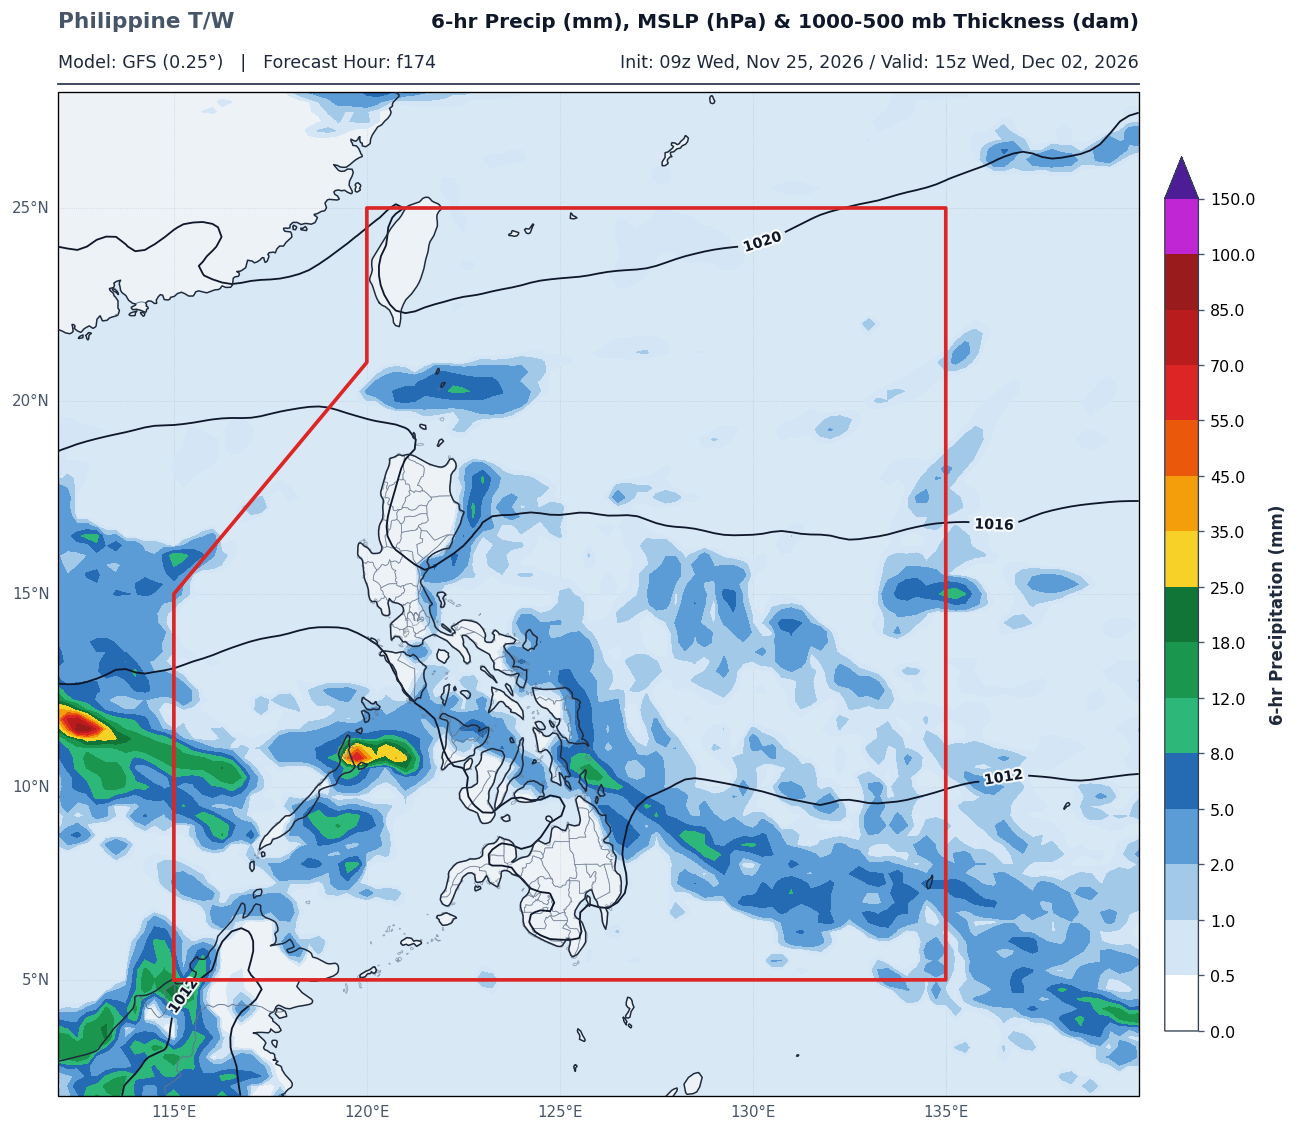 Philippine T/W
6-hr Precip (mm), MSLP (hPa) & 1000-500 mb Thickness (dam)
Model: GFS (0.25°) | Forecast Hour: f174
Init: 09z Wed, Nov 25, 2026 / Valid: 15z Wed, Dec 02, 2026
25°N
20°N
15°N
10°N
5°N
115°E
120°E
125°E
130°E
135°E
1020
1016
1012
1012
150.0
100.0
85.0
70.0
55.0
45.0
35.0
25.0
18.0
12.0
8.0
5.0
2.0
1.0
0.5
0.0
6-hr Precipitation (mm)